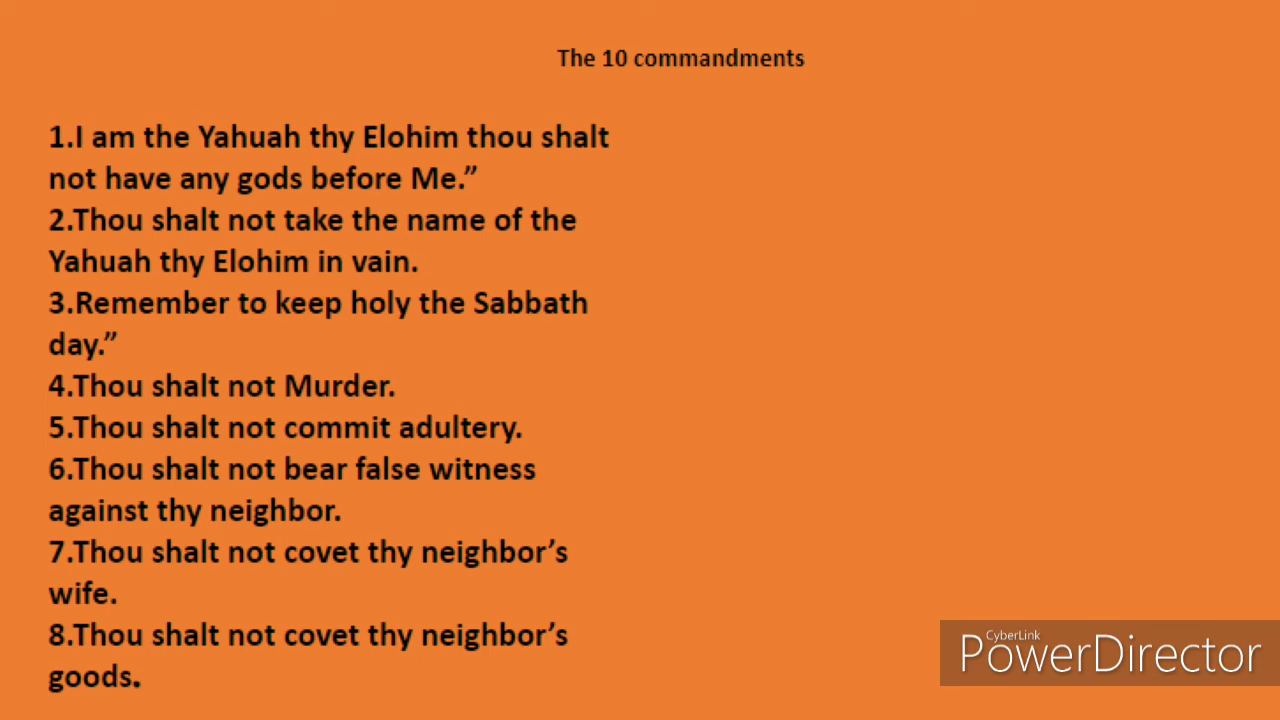 The 10 commandments
1.I am the Yahuah thy Elohim thou shalt
not have any gods before Me.”
2.Thou shalt not take the name of the
Yahuah thy Elohim in vain.
3.Remember to keep holy the Sabbath
day.”
4.Thou shalt not Murder.
5.Thou shalt not commit adultery.
6.Thou shalt not bear false witness
against thy neighbor.
7.Thou shalt not covet thy neighbor’s
wife.
8.Thou shalt not covet thy neighbor’s
goods.
CyberLink
PowerDirector